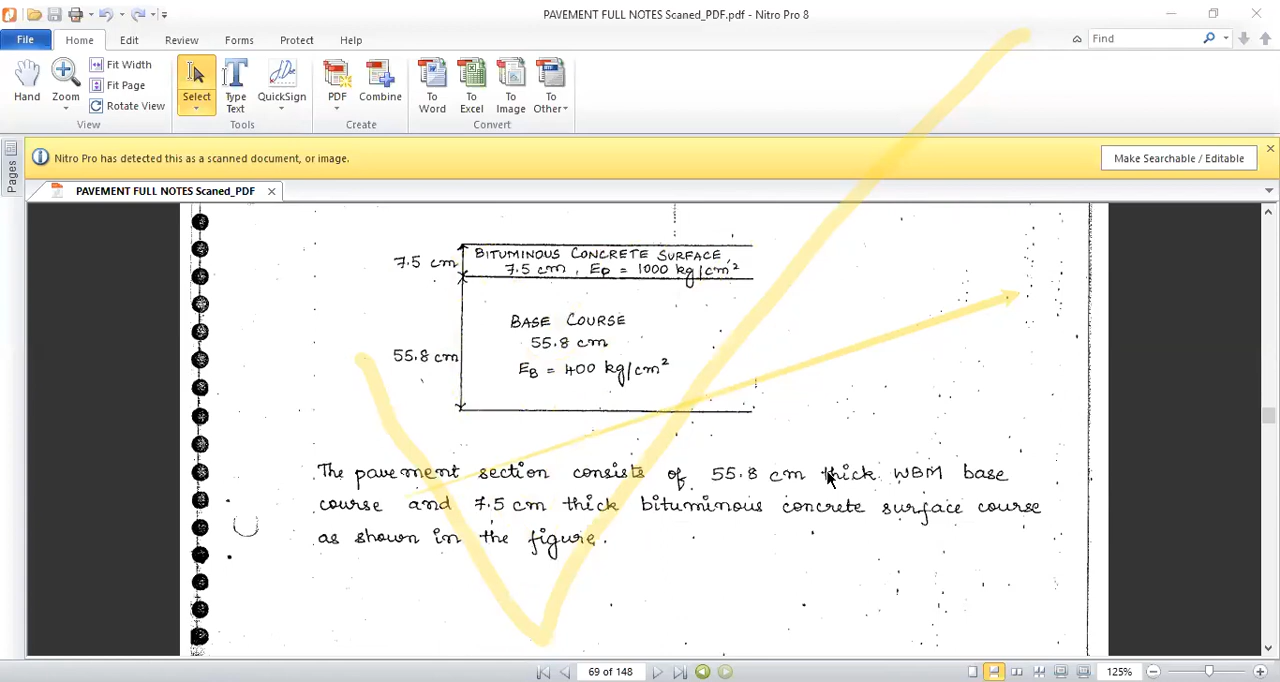 PAVEMENT FULL NOTES Scaned_PDF.pdf - Nitro Pro 8
File Home Edit Review Forms Protect Help
Find
Hand
Zoom
Fit Width
Fit Page
Rotate View
View
Select
Type Text
QuickSign
Tools
PDF
Combine
Create
To Word
To Excel
To Image
To Other
Convert
Nitro Pro has detected this as a scanned document, or image.
Make Searchable / Editable
Pages
PAVEMENT FULL NOTES Scaned_PDF
7.5 cm
BITUMINOUS CONCRETE SURFACE,
7.5 cm, EP = 1000 kg/cm²
BASE COURSE
55.8 cm
55.8 cm
EB = 400 kg/cm²
The pavement section consists of 55.8 cm thick WBM base
course and 7.5 cm thick bituminous concrete surface course
as shown in the figure.
69 of 148
125%